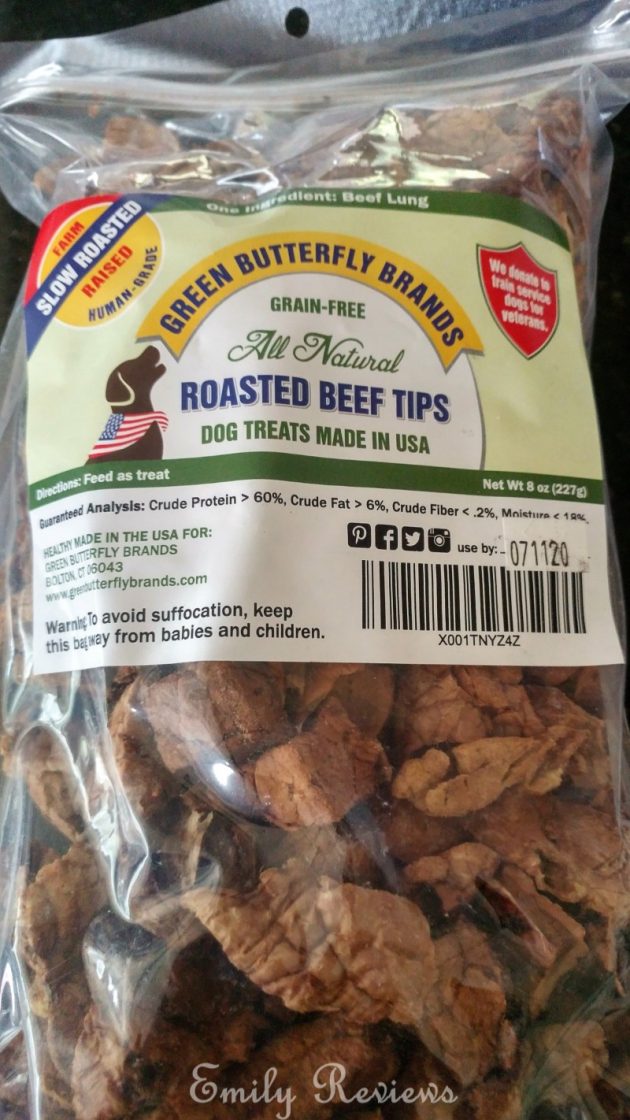 One Ingredient: Beef Lung
FARM
SLOW ROASTED
RAISED
HUMAN-GRADE
GREEN BUTTERFLY BRANDS
We donate to
train service
dogs for
veterans.
GRAIN-FREE
All Natural
ROASTED BEEF TIPS
DOG TREATS MADE IN USA
Directions: Feed as treat
Net Wt 8 oz (227g)
Guaranteed Analysis: Crude Protein > 60%, Crude Fat > 6%, Crude Fiber < .2%, Moisture < 18%.
HEALTHY MADE IN THE USA FOR:
GREEN BUTTERFLY BRANDS
BOLTON, CT 06043
www.greenbutterflybrands.com
use by: 071120
X001TNYZ4Z
Warning To avoid suffocation, keep
this bag away from babies and children.
Emily Reviews